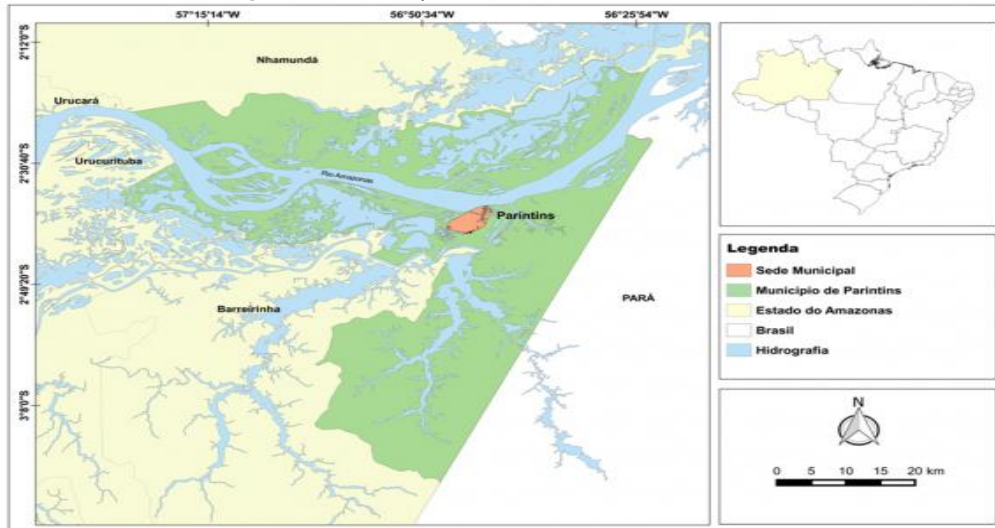 57°15'14"W
56°50'34"W
56°25'54"W
2°12'0"S
Nhamundá
Urucará
Urucurituba
2°30'40"S
Rio Amazonas
Parintins
2°49'20"S
Barreirinha
PARÁ
3°8'0"S
Legenda
Sede Municipal
Município de Parintins
Estado do Amazonas
Brasil
Hidrografia
N
0 5 10 15 20 km